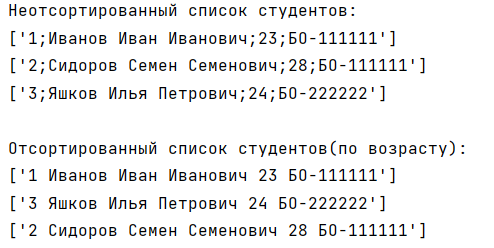 Неотсортированный список студентов:
['1;Иванов Иван Иванович;23;БО-111111']
['2;Сидоров Семен Семенович;28;БО-111111']
['3;Яшков Илья Петрович;24;БО-222222']
Отсортированный список студентов(по возрасту):
['1 Иванов Иван Иванович 23 БО-111111']
['3 Яшков Илья Петрович 24 БО-222222']
['2 Сидоров Семен Семенович 28 БО-111111']